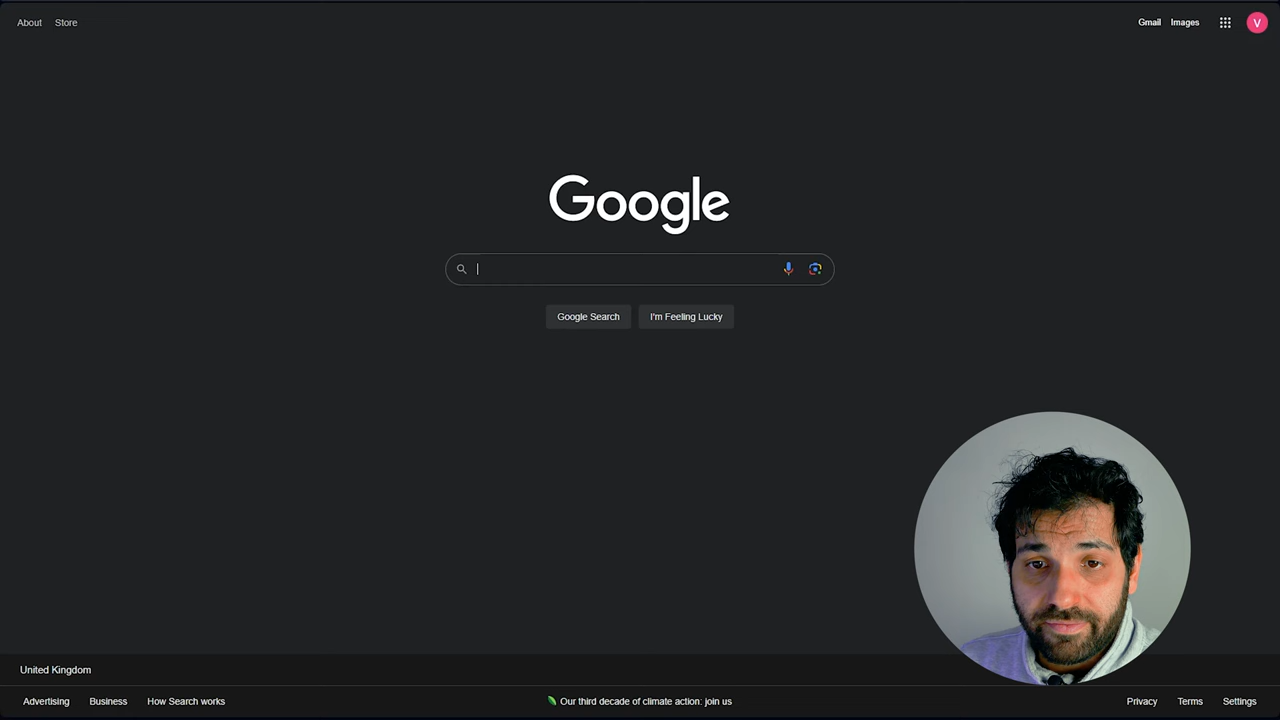 About Store
Gmail Images V
Google
Google Search I'm Feeling Lucky
United Kingdom
Advertising Business How Search works
Our third decade of climate action: join us
Privacy Terms Settings